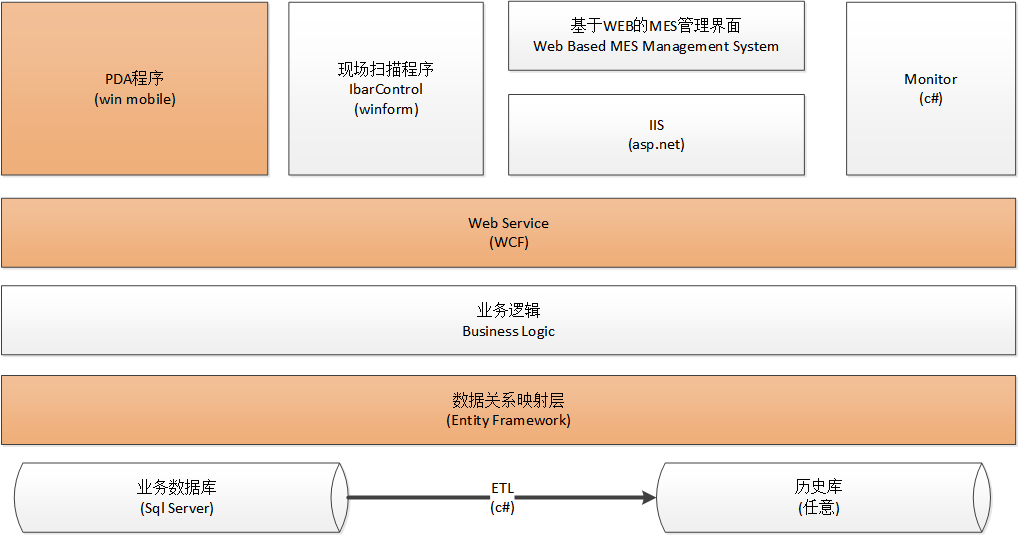 PDA程序
(win mobile)
现场扫描程序
IbarControl
(winform)
基于WEB的MES管理界面
Web Based MES Management System
IIS
(asp.net)
Monitor
(c#)
Web Service
(WCF)
业务逻辑
Business Logic
数据关系映射层
(Entity Framework)
业务数据库
(Sql Server)
ETL
(c#)
历史库
(任意)